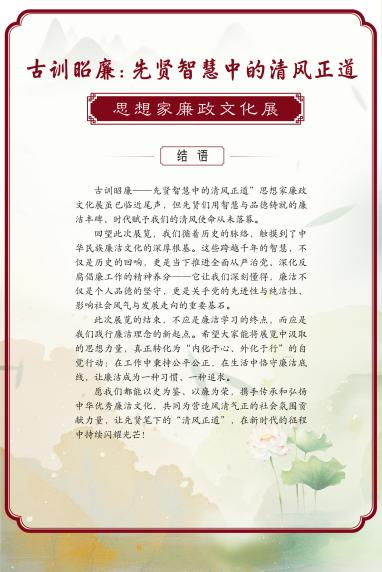 古训昭廉:先贤智慧中的清风正道
思想家廉政文化展
结语
古训昭廉——先贤智慧中的清风正道”思想家廉政
文化展虽已临近尾声，但先贤们用智慧与品德铸就的廉
洁丰碑、时代赋予我们的清风使命从未落幕。
回望此次展览，我们循着历史的脉络，触摸到了中
华民族廉洁文化的深厚根基。这些跨越千年的智慧，不
仅是历史的回响，更是当下推进全面从严治党、深化反
腐倡廉工作的精神养分——它让我们深刻懂得，廉洁不
仅是个人品德的坚守，更是关乎党的先进性与纯洁性、
影响社会风气与发展走向的重要基石。
此次展览的结束，不应是廉洁学习的终点，而应是
我们践行廉洁理念的新起点。希望大家能将展览中汲取
的思想力量，真正转化为“内化于心、外化于行”的自
觉行动：在工作中秉持公平公正，在生活中恪守廉洁底
线，让廉洁成为一种习惯、一种追求。
愿我们都能以史为鉴、以廉为荣，携手传承和弘扬
中华优秀廉洁文化，共同为营造风清气正的社会氛围贡
献力量，让先贤笔下的“清风正道”，在新时代的征程
中持续闪耀光芒！